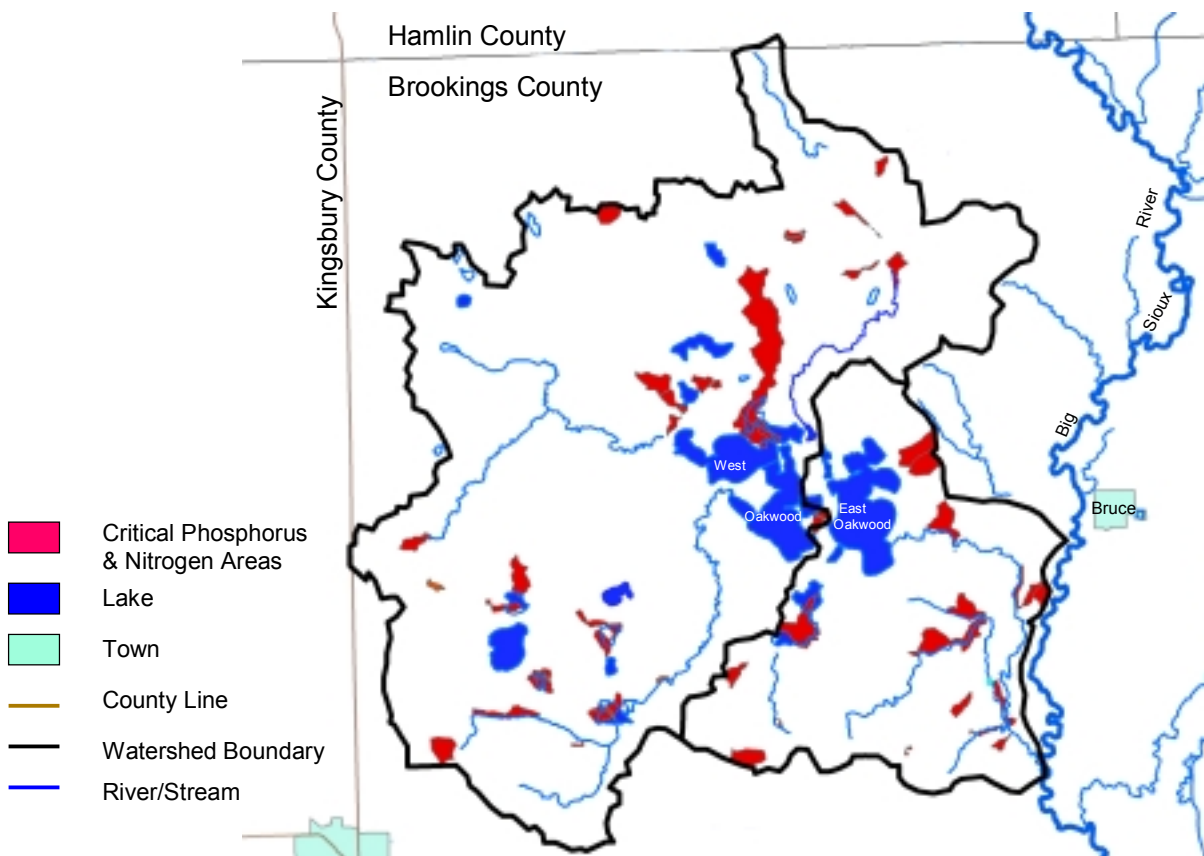 Hamlin County
Brookings County
Kingsbury County
River
Sioux
Big
West
Oakwood
East
Oakwood
Bruce
Critical Phosphorus
& Nitrogen Areas
Lake
Town
County Line
Watershed Boundary
River/Stream